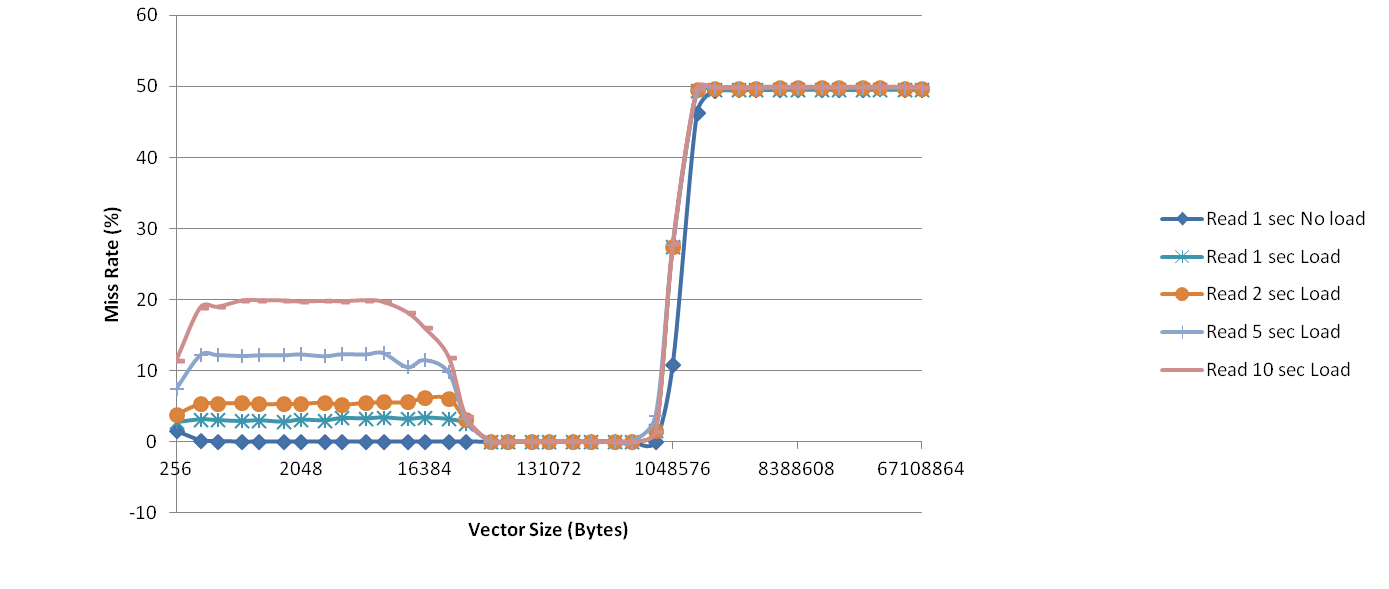 60
50
40
30
20
10
0
-10
Miss Rate (%)
256 2048 16384 131072 1048576 8388608 67108864
Vector Size (Bytes)
Read 1 sec No load
Read 1 sec Load
Read 2 sec Load
Read 5 sec Load
Read 10 sec Load